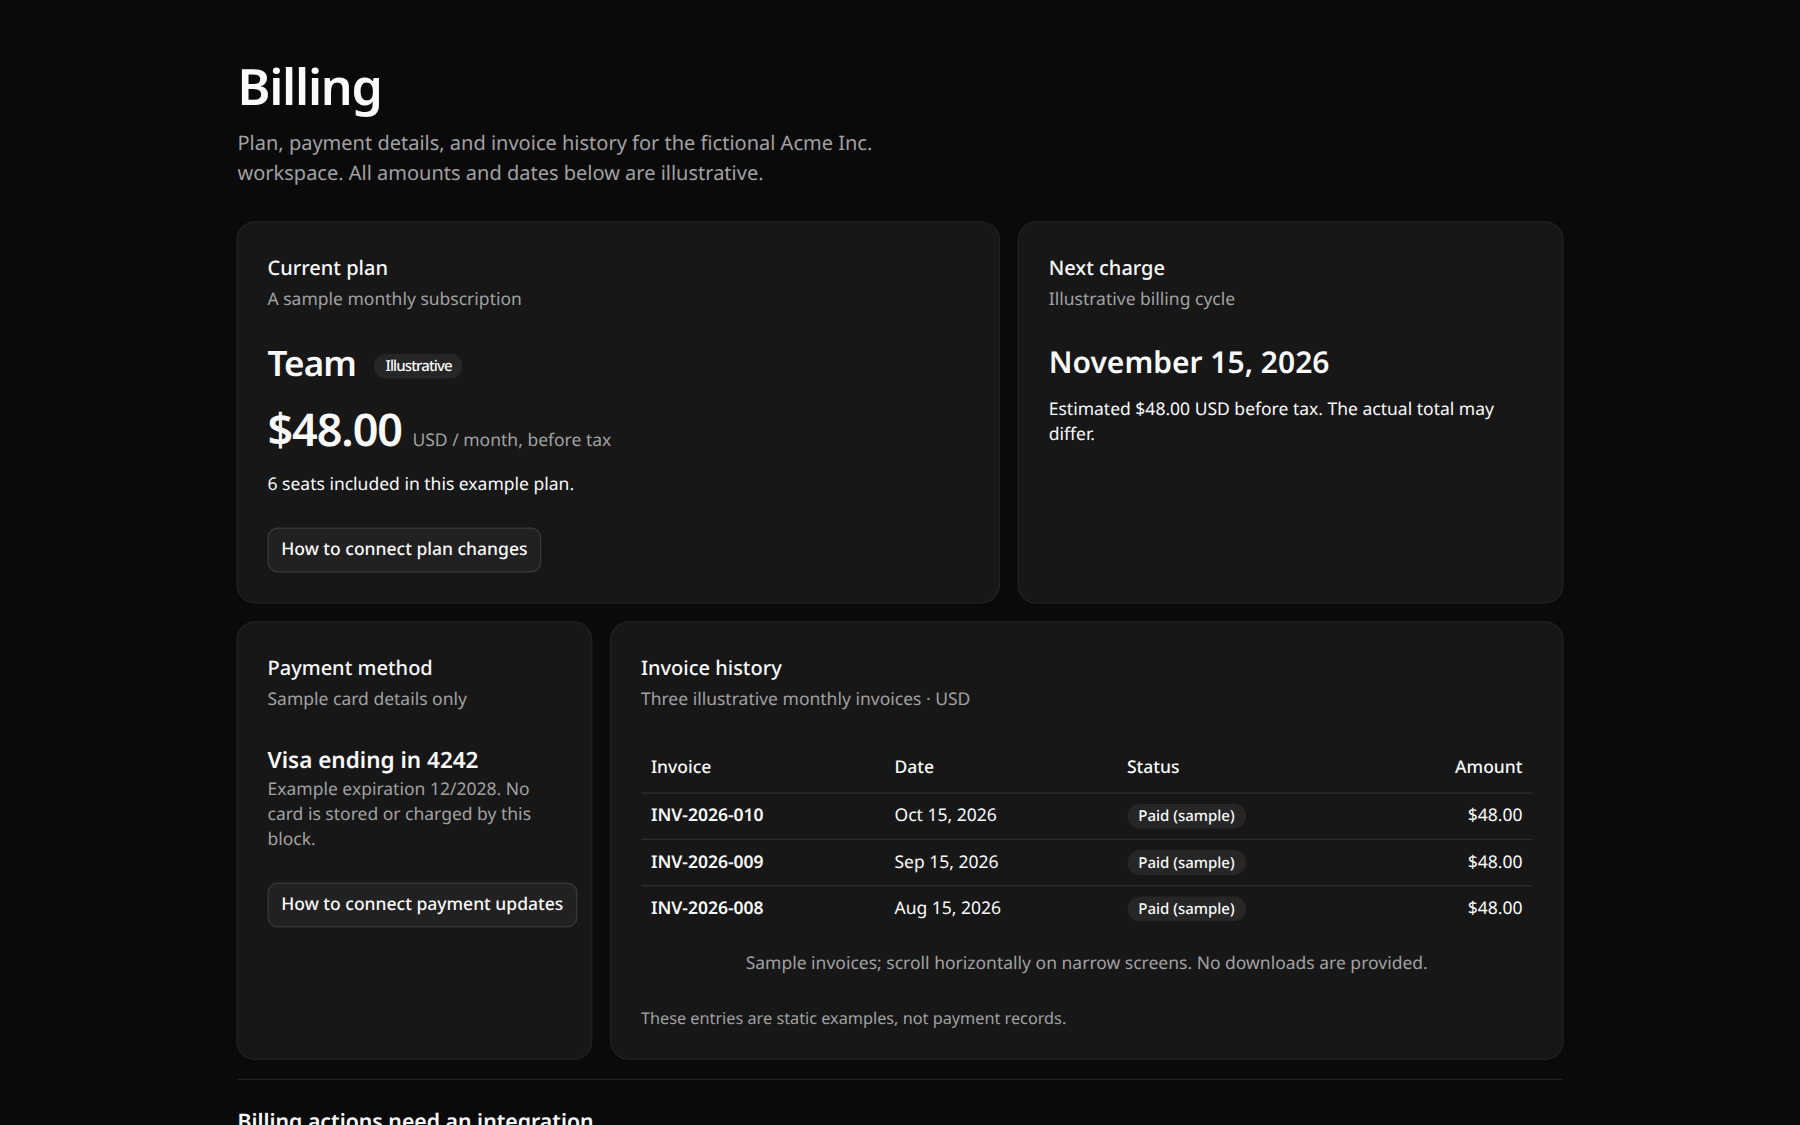 Billing
Plan, payment details, and invoice history for the fictional Acme Inc.
workspace. All amounts and dates below are illustrative.
Current plan
A sample monthly subscription
Team Illustrative
$48.00 USD / month, before tax
6 seats included in this example plan.
How to connect plan changes
Next charge
Illustrative billing cycle
November 15, 2026
Estimated $48.00 USD before tax. The actual total may
differ.
Payment method
Sample card details only
Visa ending in 4242
Example expiration 12/2028. No
card is stored or charged by this
block.
How to connect payment updates
Invoice history
Three illustrative monthly invoices · USD
Invoice Date Status Amount
INV-2026-010 Oct 15, 2026 Paid (sample) $48.00
INV-2026-009 Sep 15, 2026 Paid (sample) $48.00
INV-2026-008 Aug 15, 2026 Paid (sample) $48.00
Sample invoices; scroll horizontally on narrow screens. No downloads are provided.
These entries are static examples, not payment records.
Billing actions need an integration